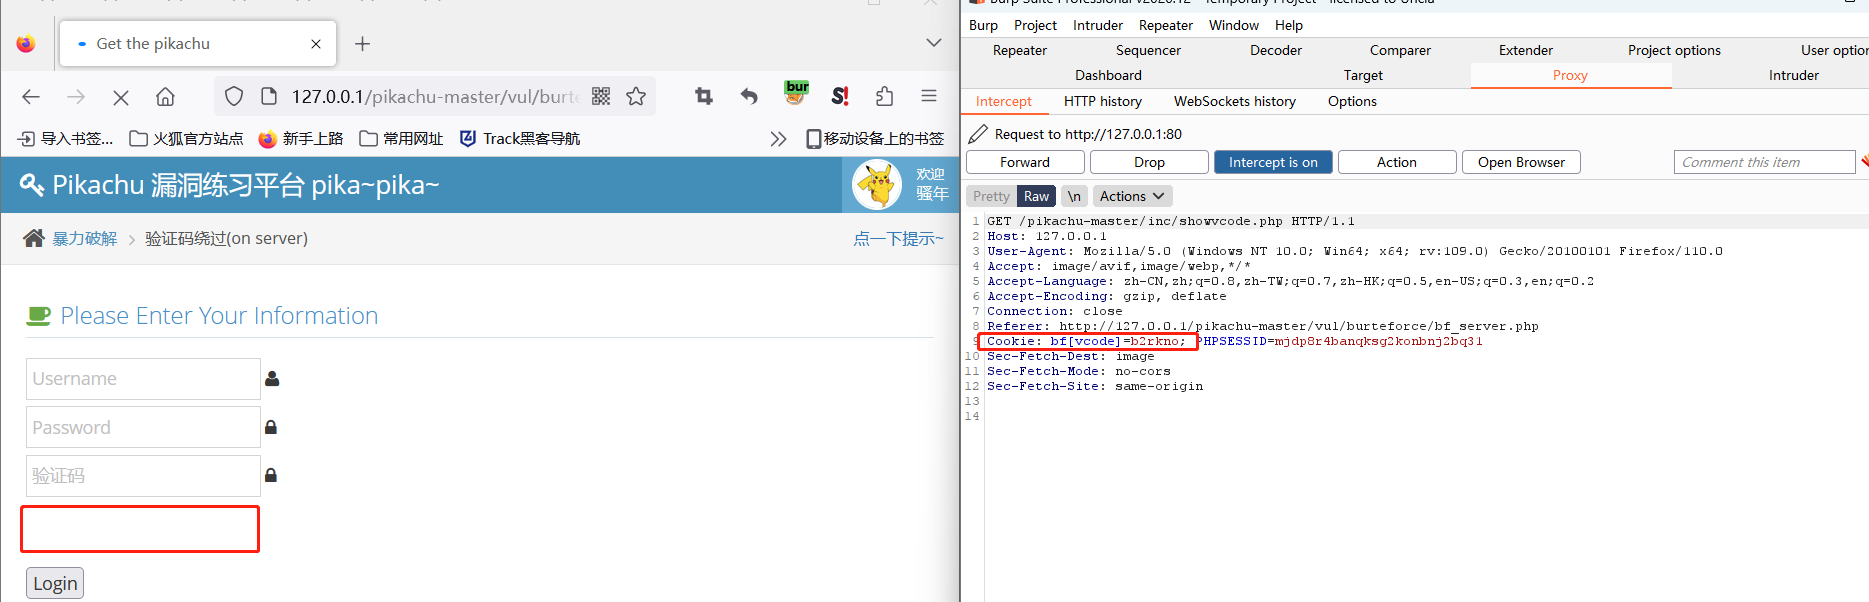 Get the pikachu
127.0.0.1/pikachu-master/vul/burte
bur
S!
导入书签...
火狐官方站点
新手上路
常用网址
Track黑客导航
移动设备上的书签
Pikachu 漏洞练习平台 pika~pika~
欢迎
骚年
暴力破解
验证码绕过(on server)
点一下提示~
Please Enter Your Information
Username
Password
验证码
Login
Burp Project Intruder Repeater Window Help
Repeater Sequencer Decoder Comparer Extender Project options User option
Dashboard Target Proxy Intruder
Intercept HTTP history WebSockets history Options
Request to http://127.0.0.1:80
Forward Drop Intercept is on Action Open Browser Comment this item
Pretty Raw \n Actions
1 GET /pikachu-master/inc/showvcode.php HTTP/1.1
2 Host: 127.0.0.1
3 User-Agent: Mozilla/5.0 (Windows NT 10.0; Win64; x64; rv:109.0) Gecko/20100101 Firefox/110.0
4 Accept: image/avif,image/webp,*/*
5 Accept-Language: zh-CN,zh;q=0.8,zh-TW;q=0.7,zh-HK;q=0.5,en-US;q=0.3,en;q=0.2
6 Accept-Encoding: gzip, deflate
7 Connection: close
8 Referer: http://127.0.0.1/pikachu-master/vul/burteforce/bf_server.php
9 Cookie: bf[vcode]=b2rkno; PHPSESSID=mjdp8r4banqksg2konbnj2bq31
10 Sec-Fetch-Dest: image
11 Sec-Fetch-Mode: no-cors
12 Sec-Fetch-Site: same-origin
13
14